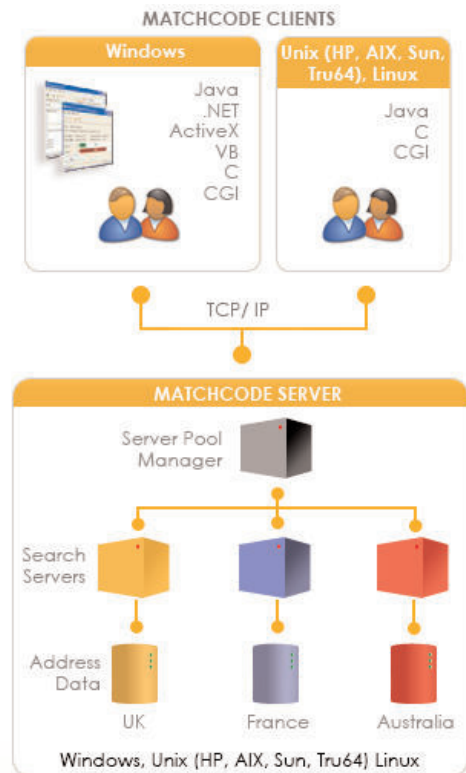 MATCHCODE CLIENTS
Windows
Java
.NET
ActiveX
VB
C
CGI
Unix (HP, AIX, Sun,
Tru64), Linux
Java
C
CGI
TCP/ IP
MATCHCODE SERVER
Server Pool
Manager
Search
Servers
Address
Data
UK
France
Australia
Windows, Unix (HP, AIX, Sun, Tru64) Linux